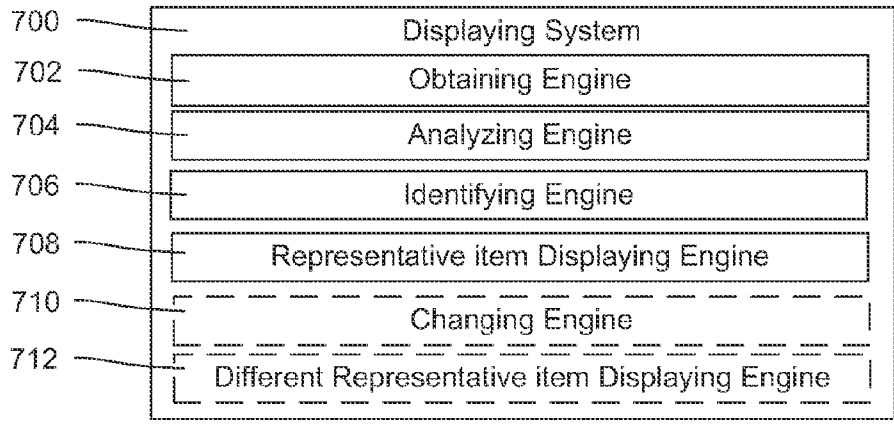 700 Displaying System
702 Obtaining Engine
704 Analyzing Engine
706 Identifying Engine
708 Representative item Displaying Engine
710 Changing Engine
712 Different Representative item Displaying Engine